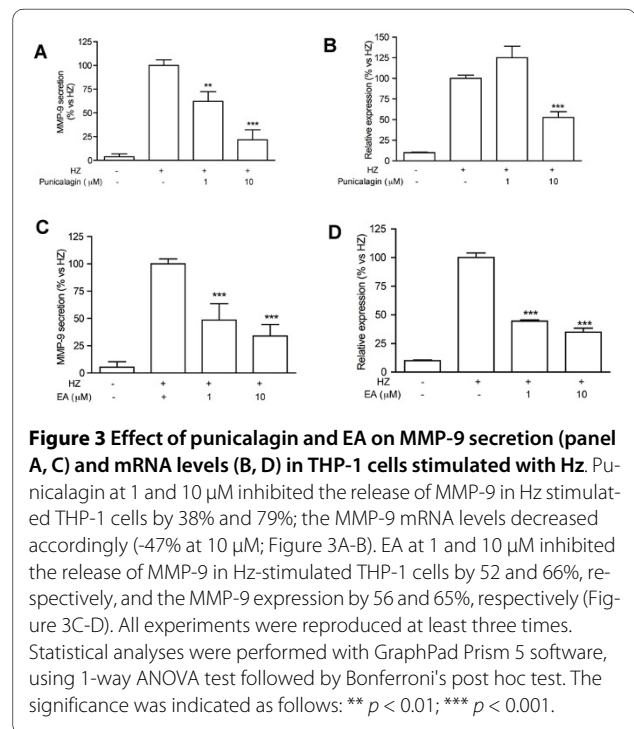 A
MMP-9 secretion
(% vs HZ)
125
100
75
50
25
0
**
***
HZ - + + +
Punicalagin (μM) - - 1 10
B
Relative expression (% vs HZ)
150
125
100
75
50
25
0
***
HZ - + + +
Punicalagin (μM) - - 1 10
C
MMP-9 secretion (% vs HZ)
125
100
75
50
25
0
***
***
HZ - + + +
EA (μM) - + 1 10
D
Relative expression (% vs HZ)
125
100
75
50
25
0
***
***
HZ - + + +
EA (μM) - - 1 10
Figure 3 Effect of punicalagin and EA on MMP-9 secretion (panel
A, C) and mRNA levels (B, D) in THP-1 cells stimulated with Hz. Pu-
nicalagin at 1 and 10 μM inhibited the release of MMP-9 in Hz stimulat-
ed THP-1 cells by 38% and 79%; the MMP-9 mRNA levels decreased
accordingly (-47% at 10 μM; Figure 3A-B). EA at 1 and 10 μM inhibited
the release of MMP-9 in Hz-stimulated THP-1 cells by 52 and 66%, re-
spectively, and the MMP-9 expression by 56 and 65%, respectively (Fig-
ure 3C-D). All experiments were reproduced at least three times.
Statistical analyses were performed with GraphPad Prism 5 software,
using 1-way ANOVA test followed by Bonferroni's post hoc test. The
significance was indicated as follows: ** p < 0.01; *** p < 0.001.